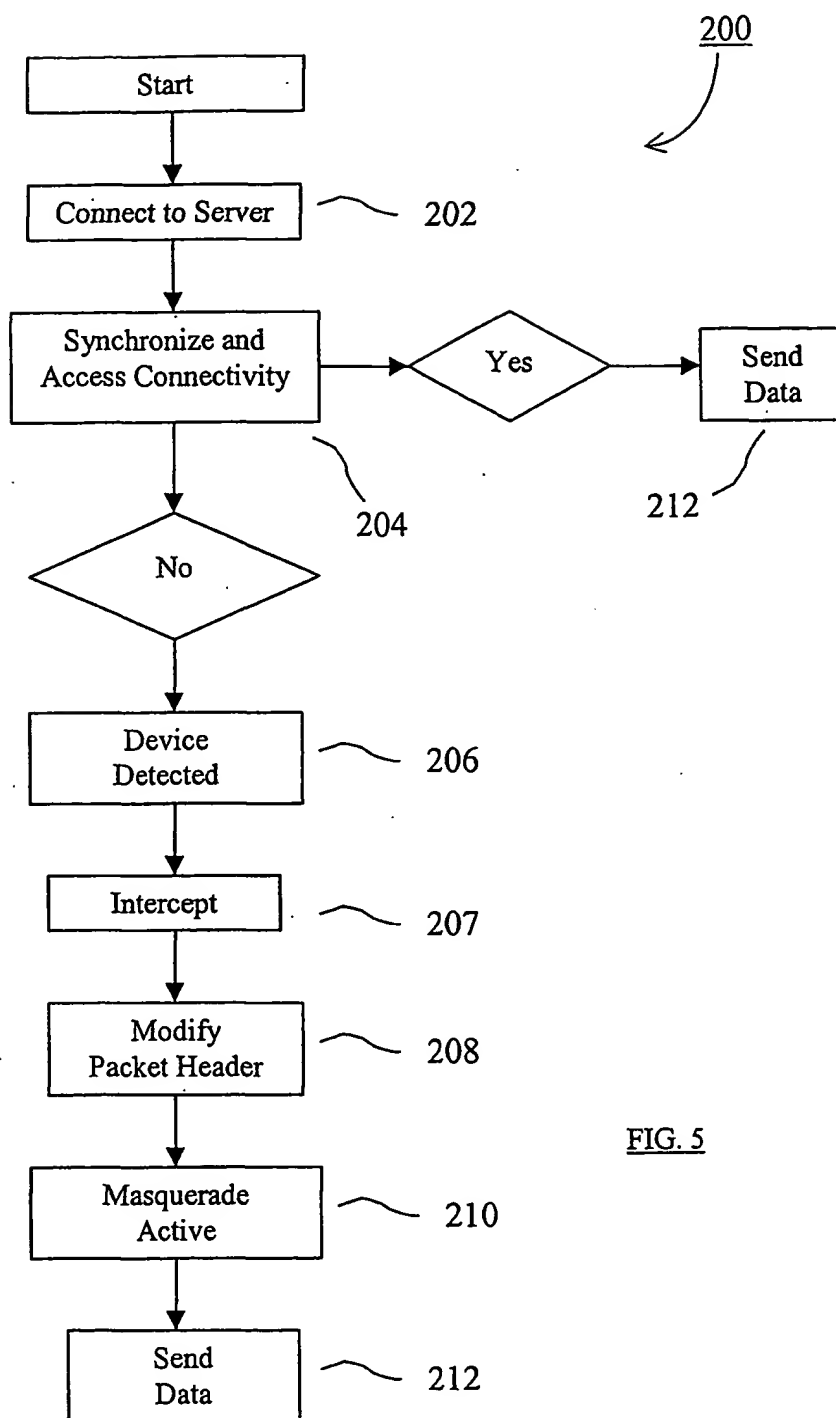 200
Start
Connect to Server
202
Synchronize and
Access Connectivity
Yes
Send
Data
204
212
No
Device
Detected
206
Intercept
207
Modify
Packet Header
208
FIG. 5
Masquerade
Active
210
Send
Data
212